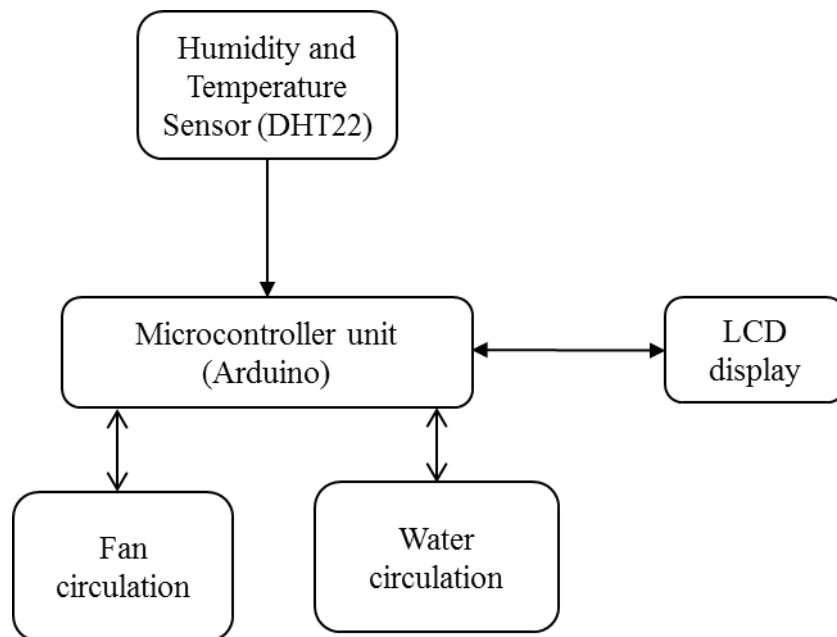 Humidity and
Temperature
Sensor (DHT22)
Microcontroller unit
(Arduino)
LCD
display
Fan
circulation
Water
circulation